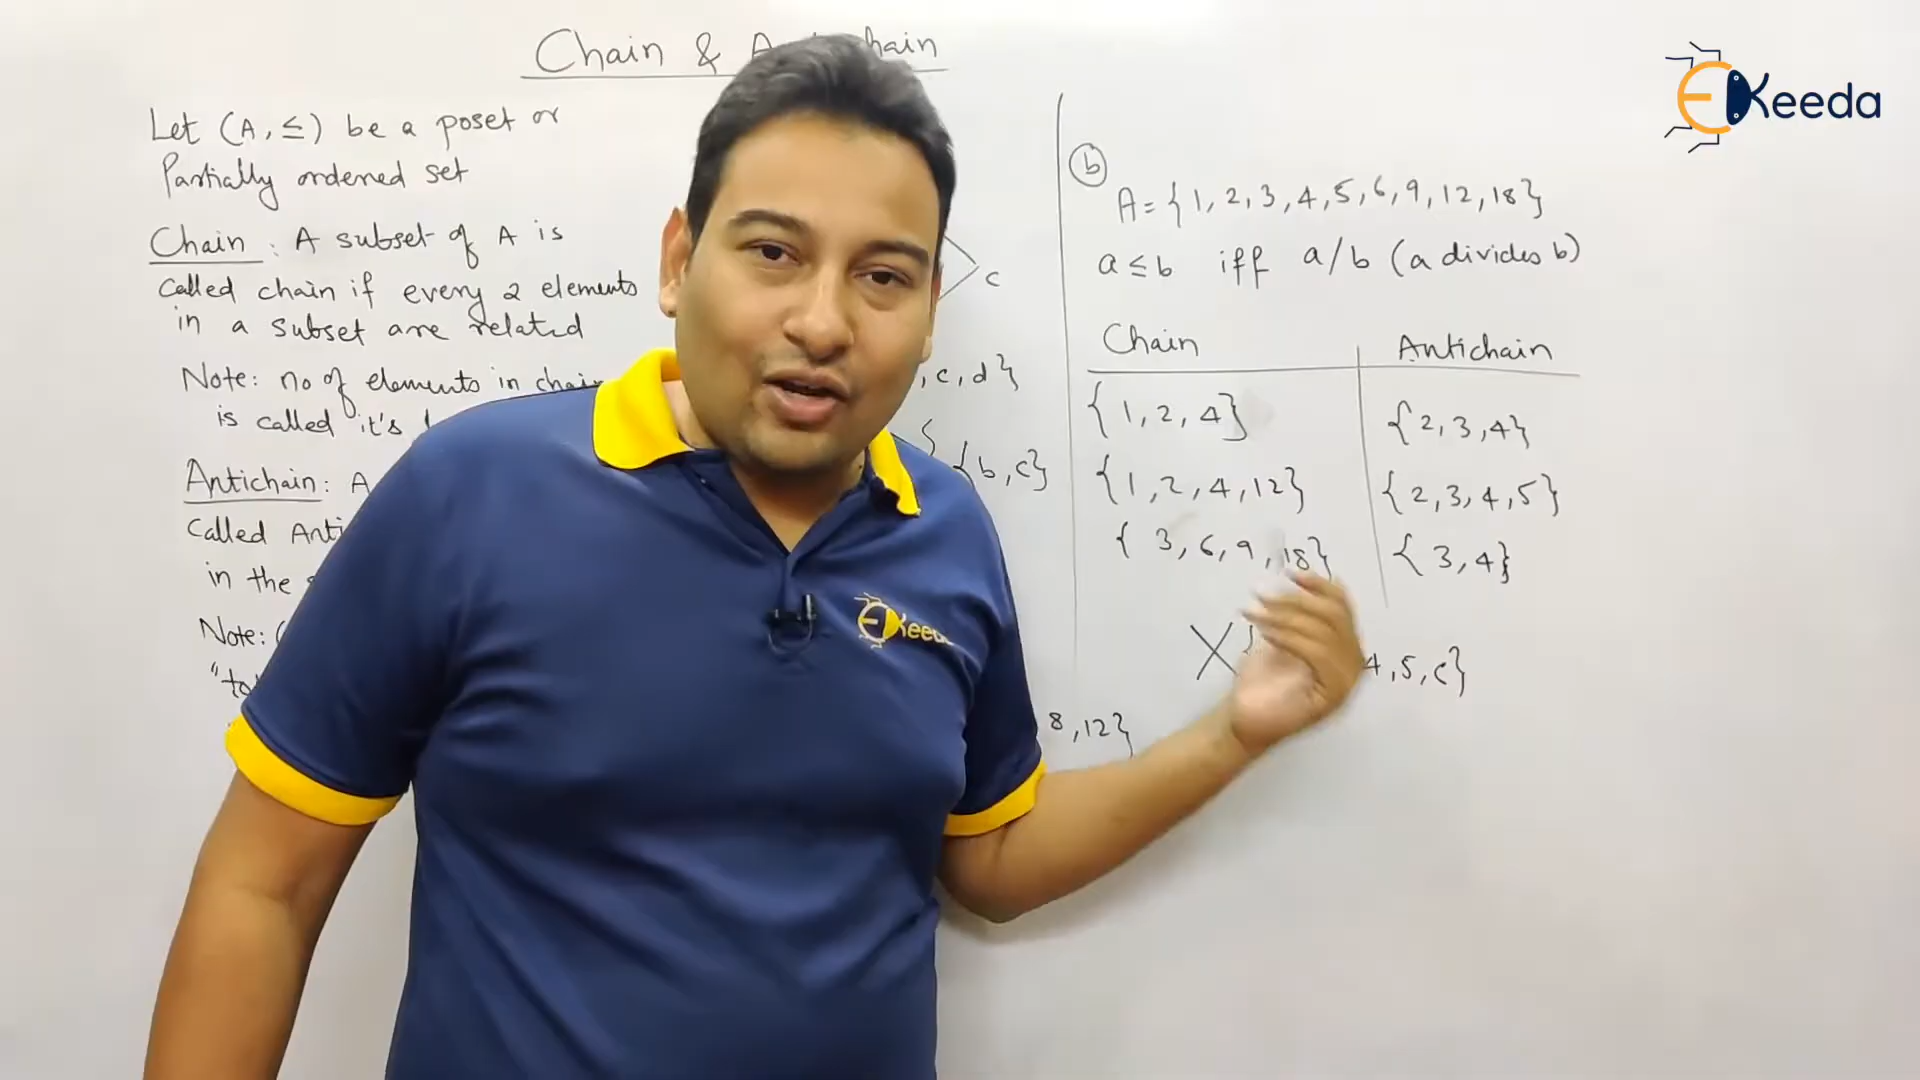 Chain & A chain
Let (A, ≤) be a poset or
Partially ordered set
Chain : A subset of A is
called chain if every 2 elements
in a subset are related
Note: no of elements in chain
is called it's
Antichain: A
Called Anti
in the
Note: (
"to
c
, c, d}
{b, c}
8, 12}
b
A = {1, 2, 3, 4, 5, 6, 9, 12, 18}
a ≤ b iff a/b (a divides b)
Chain Antichain
{1, 2, 4} {2, 3, 4}
{1, 2, 4, 12} {2, 3, 4, 5}
{3, 6, 9, 18} {3, 4}
X { 4, 5, c}
EKeeda
EKeeda